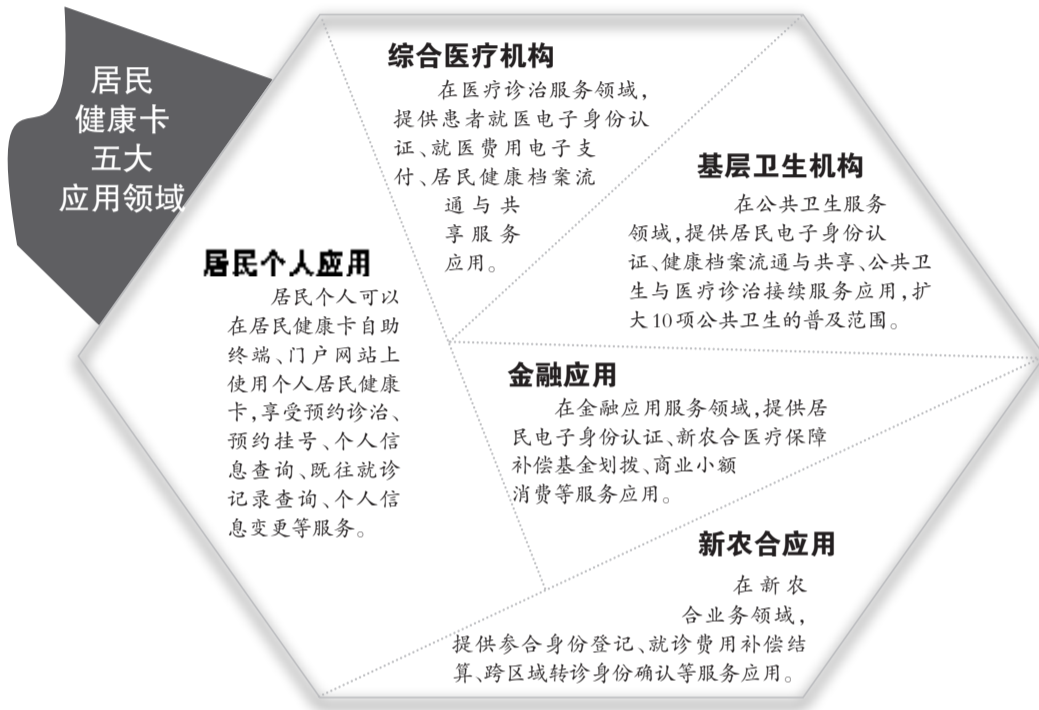 居民
健康卡
五大
应用领域
综合医疗机构
在医疗诊治服务领域，
提供患者就医电子身份认
证、就医费用电子支
付、居民健康档案流
通与共
享服务
应用。
基层卫生机构
在公共卫生服务
领域，提供居民电子身份认
证、健康档案流通与共享、公共卫
生与医疗诊治接续服务应用，扩
大10项公共卫生的普及范围。
居民个人应用
居民个人可以
在居民健康卡自助
终端、门户网站上
使用个人居民健康
卡，享受预约诊治、
预约挂号、个人信
息查询、既往就诊
记录查询、个人信
息变更等服务。
金融应用
在金融应用服务领域，提供居
民电子身份认证、新农合医疗保障
补偿基金划拨、商业小额
消费等服务应用。
新农合应用
在新农
合业务领域，
提供参合身份登记、就诊费用补偿结
算、跨区域转诊身份确认等服务应用。